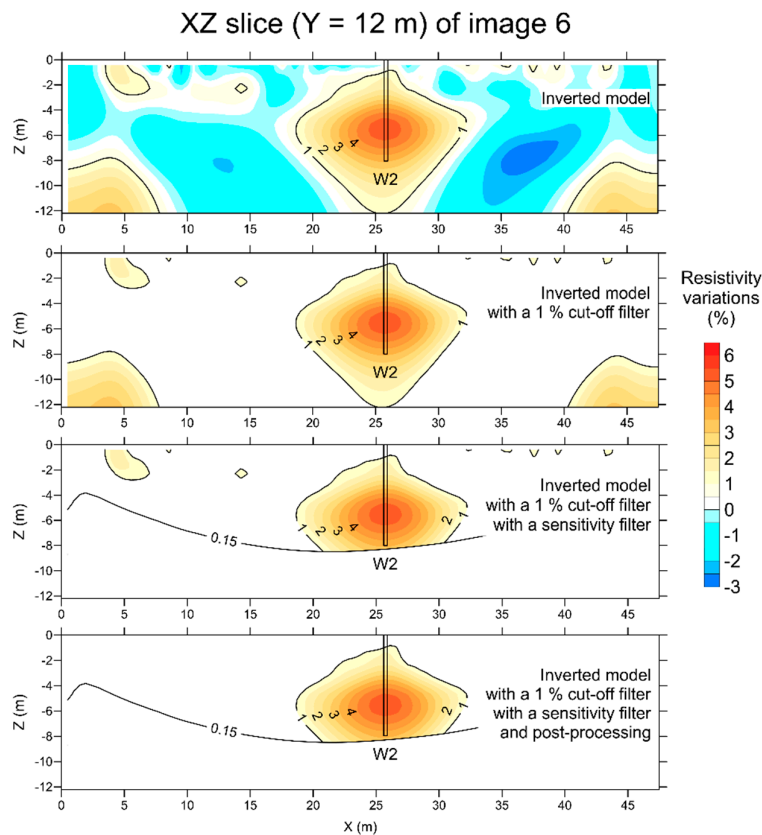 XZ slice (Y = 12 m) of image 6
0
-2
-4
-6
-8
-10
-12
Z (m)
Inverted model
1 2 3 4 1
W2
0 5 10 15 20 25 30 35 40 45
0
-2
-4
-6
-8
-10
-12
Z (m)
Inverted model
with a 1 % cut-off filter
1 2 3 4 1
W2
0 5 10 15 20 25 30 35 40 45
Resistivity
variations
(%)
6
5
4
3
2
1
0
-1
-2
-3
0
-2
-4
-6
-8
-10
-12
Z (m)
Inverted model
with a 1 % cut-off filter
with a sensitivity filter
1 2 3 4 2 1
0.15
W2
0 5 10 15 20 25 30 35 40 45
0
-2
-4
-6
-8
-10
-12
Z (m)
Inverted model
with a 1 % cut-off filter
with a sensitivity filter
and post-processing
1 2 3 4 2 1
0.15
W2
0 5 10 15 20 25 30 35 40 45
X (m)